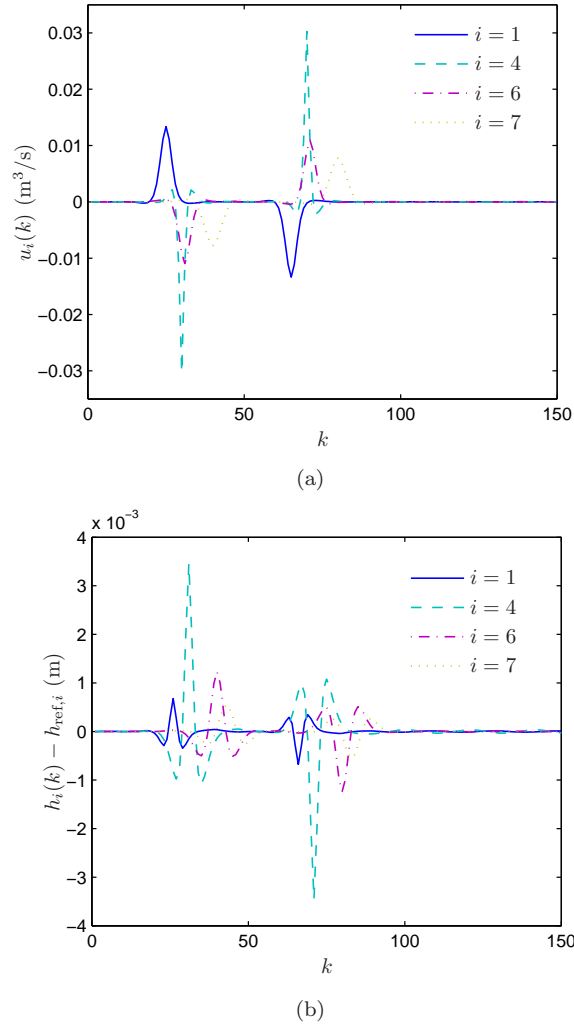 0.03
0.02
0.01
0
−0.01
−0.02
−0.03
u_i(k) (m³/s)
i = 1
i = 4
i = 6
i = 7
0 50 100 150
k
(a)
x 10⁻³
4
3
2
1
0
−1
−2
−3
−4
h_i(k) − h_ref,i (m)
i = 1
i = 4
i = 6
i = 7
0 50 100 150
k
(b)